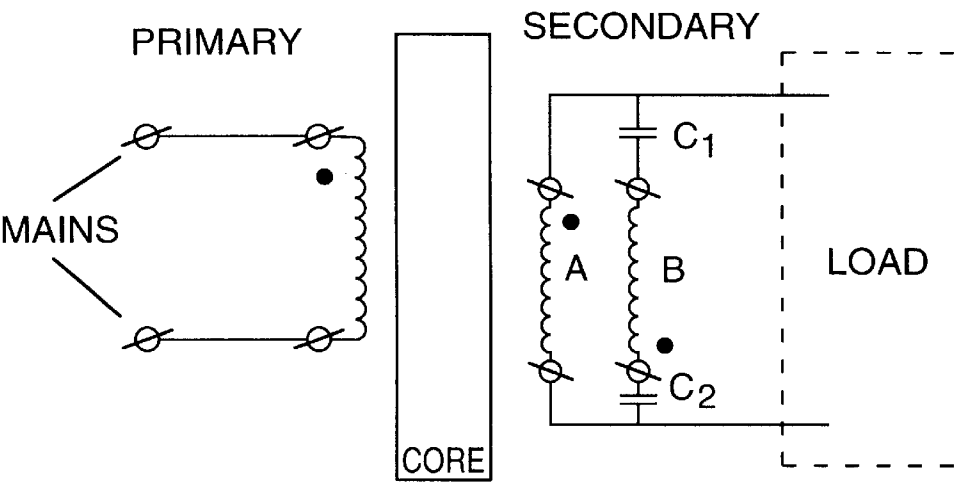 PRIMARY
SECONDARY
C1
MAINS
A
B
LOAD
C2
CORE